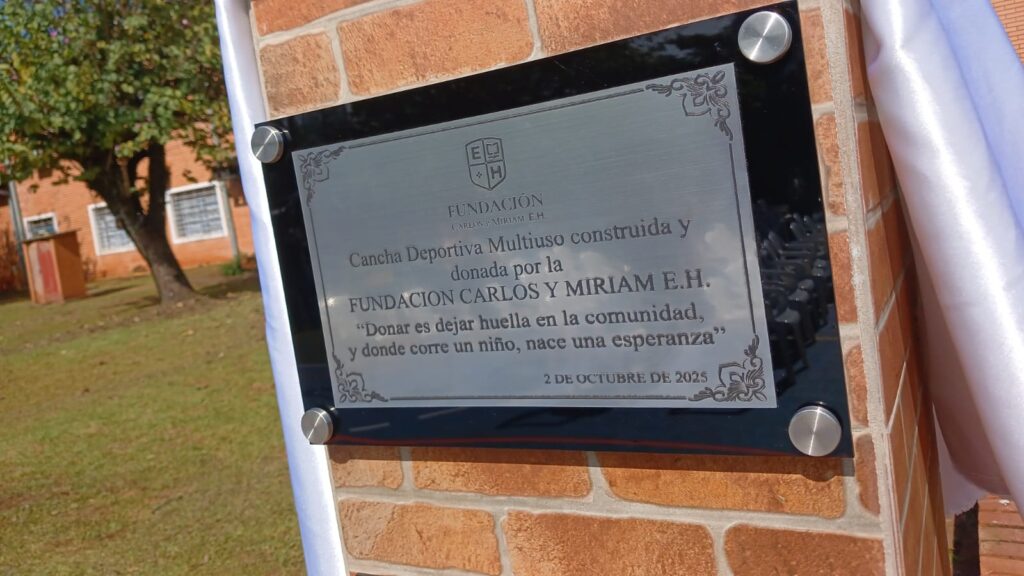 E
H
FUNDACIÓN
CARLOS Y MIRIAM E.H.
Cancha Deportiva Multiuso construida y
donada por la
FUNDACION CARLOS Y MIRIAM E.H.
“Donar es dejar huella en la comunidad,
y donde corre un niño, nace una esperanza”
2 DE OCTUBRE DE 2025